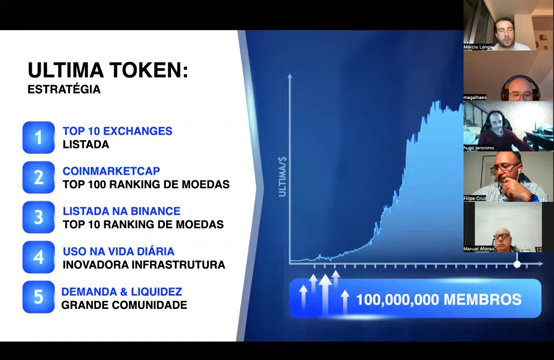 ULTIMA TOKEN:
ESTRATÉGIA
1
TOP 10 EXCHANGES
LISTADA
2
COINMARKETCAP
TOP 100 RANKING DE MOEDAS
3
LISTADA NA BINANCE
TOP 10 RANKING DE MOEDAS
4
USO NA VIDA DIÁRIA
INOVADORA INFRASTRUTURA
5
DEMANDA & LIQUIDEZ
GRANDE COMUNIDADE
ULTIMA/$
100,000,000 MEMBROS
Márcio Longo
magalhaes
hugo jeronimo
Filipe Cruz
Manuel Afonso